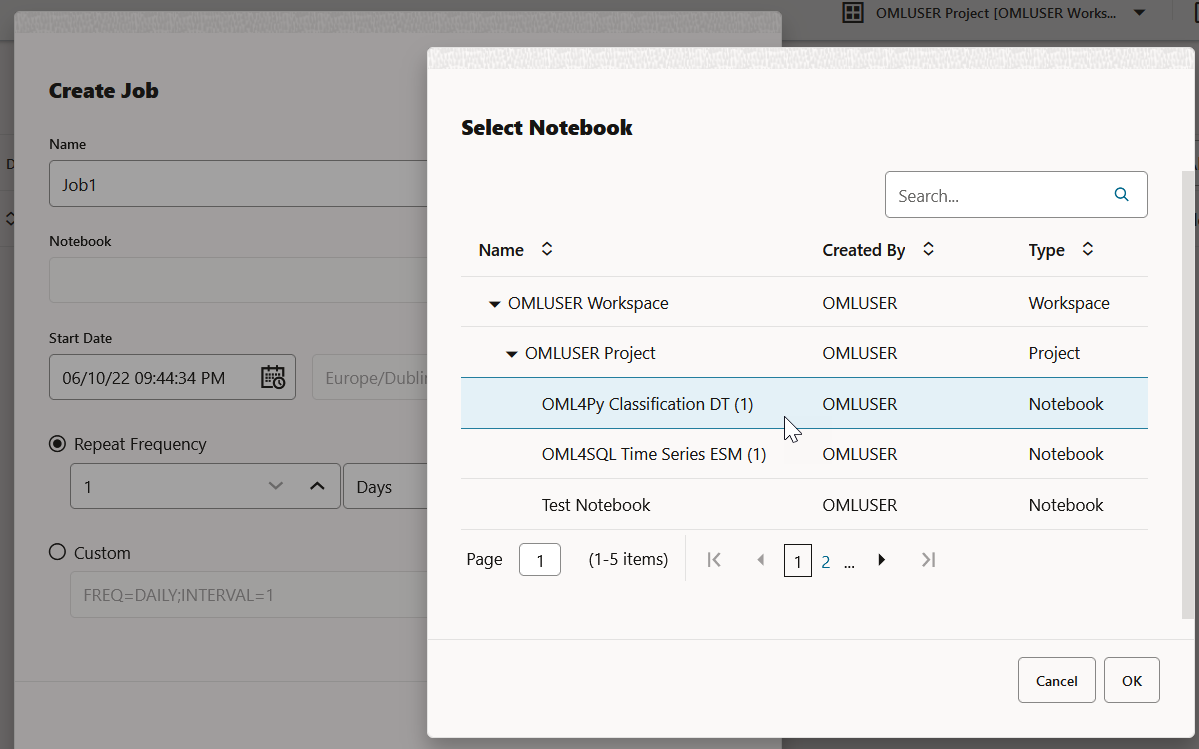 OMLUSER Project [OMLUSER Works...
Create Job
Name
Job1
Notebook
Start Date
06/10/22 09:44:34 PM
Europe/Dublin
Repeat Frequency
1
Days
Custom
FREQ=DAILY;INTERVAL=1
Select Notebook
Search...
Name Created By Type
OMLUSER Workspace OMLUSER Workspace
OMLUSER Project OMLUSER Project
OML4Py Classification DT (1) OMLUSER Notebook
OML4SQL Time Series ESM (1) OMLUSER Notebook
Test Notebook OMLUSER Notebook
Page 1 (1-5 items) 1 2 ...
Cancel OK